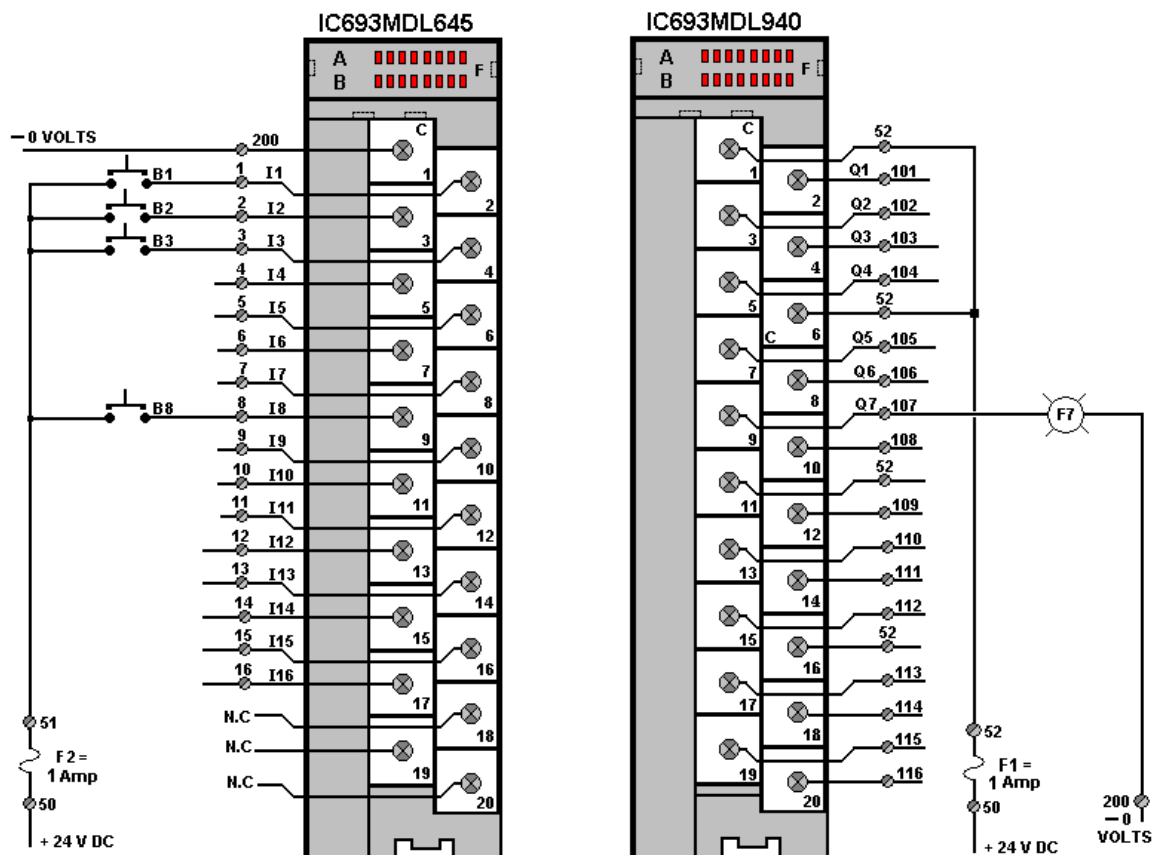 IC693MDL645
A
B
F
C
— 0 VOLTS
200
1
B1
1
I1
2
B2
2
I2
3
B3
3
I3
4
4
I4
5
5
I5
6
6
I6
7
7
I7
8
B8
8
I8
9
9
I9
10
10
I10
11
11
I11
12
12
I12
13
13
I13
14
14
I14
15
15
I15
16
16
I16
17
N.C
18
N.C
19
N.C
20
51
F2 =
1 Amp
50
+ 24 V DC
IC693MDL940
A
B
F
C
52
1
Q1
101
2
Q2
102
3
Q3
103
4
Q4
104
5
52
6
C
Q5
105
7
Q6
106
8
Q7
107
F7
9
108
10
52
11
109
12
110
13
111
14
112
15
52
16
113
17
114
18
115
19
116
20
52
F1 =
1 Amp
50
+ 24 V DC
200
— 0
VOLTS